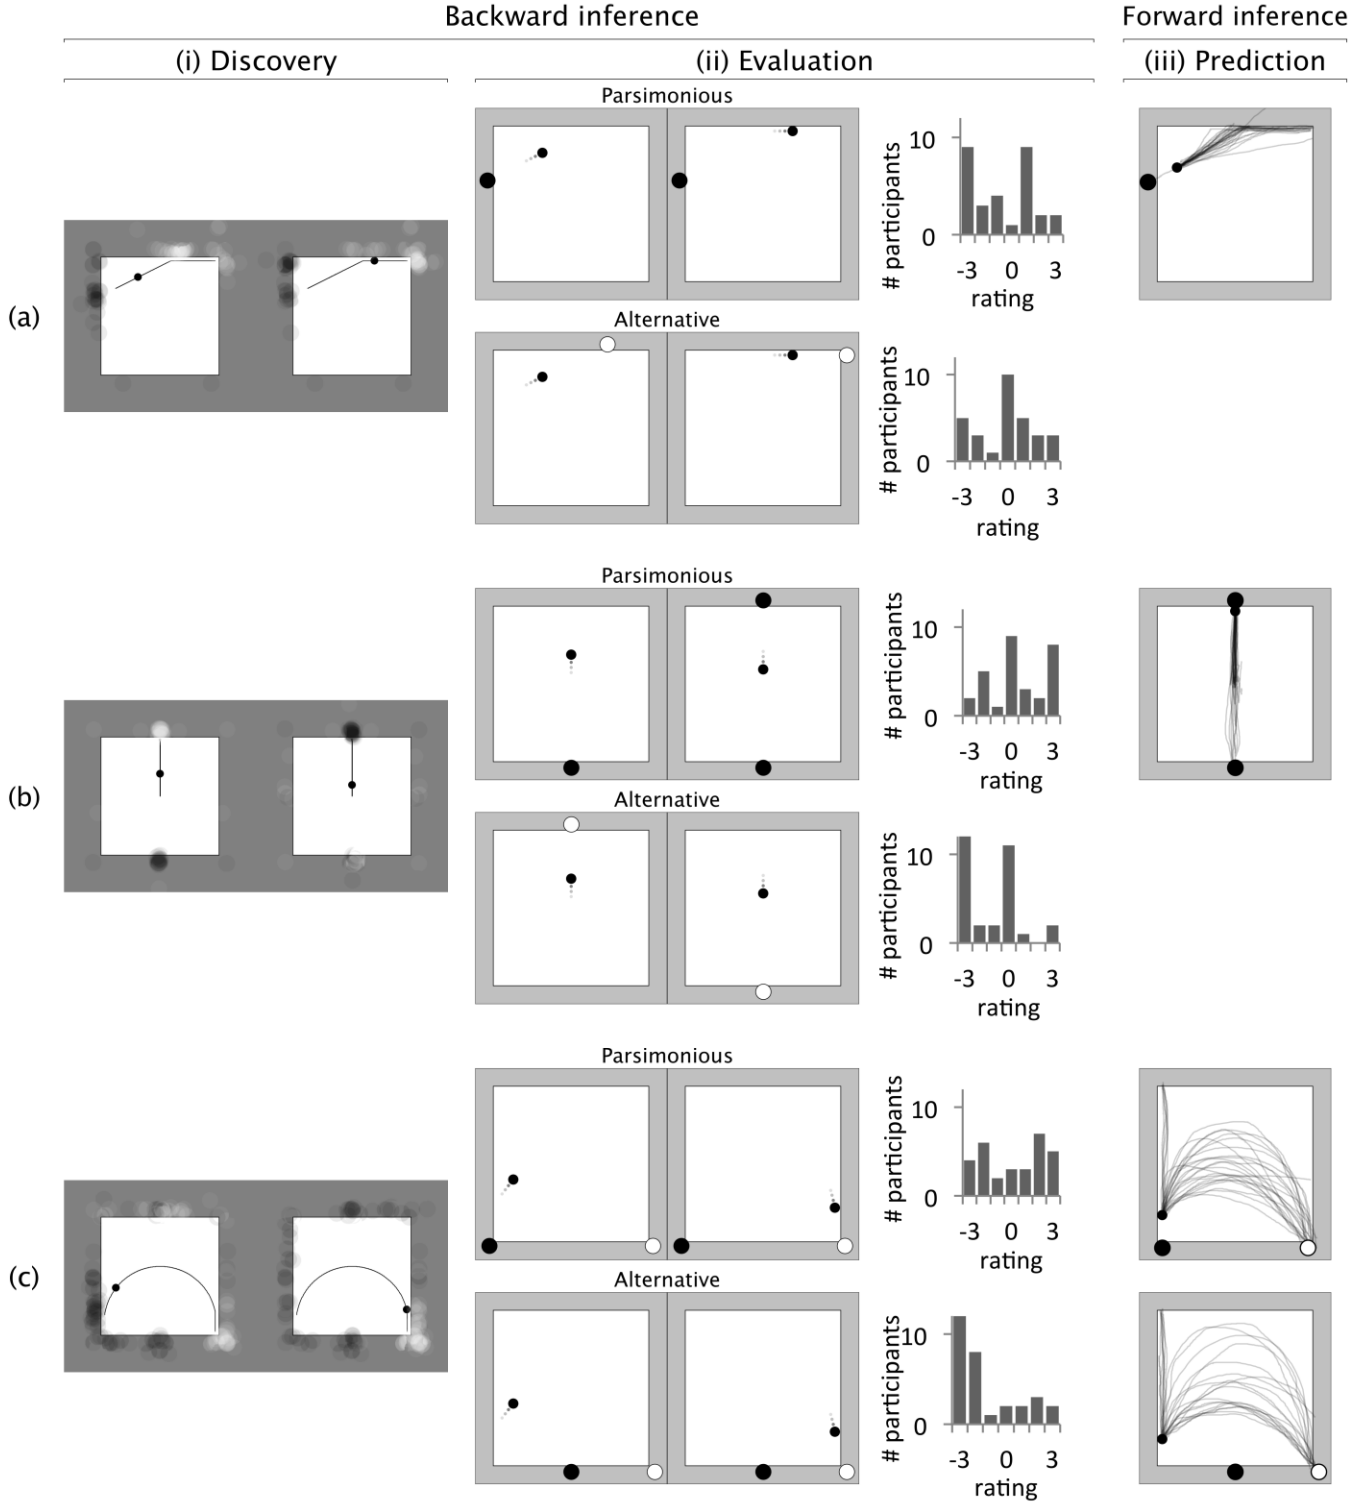 Backward inference
Forward inference
(i) Discovery
(ii) Evaluation
(iii) Prediction
(a)
Parsimonious
# participants
10
0
-3 0 3
rating
Alternative
# participants
10
0
-3 0 3
rating
(b)
Parsimonious
# participants
10
0
-3 0 3
rating
Alternative
# participants
10
0
-3 0 3
rating
(c)
Parsimonious
# participants
10
0
-3 0 3
rating
Alternative
# participants
10
0
-3 0 3
rating